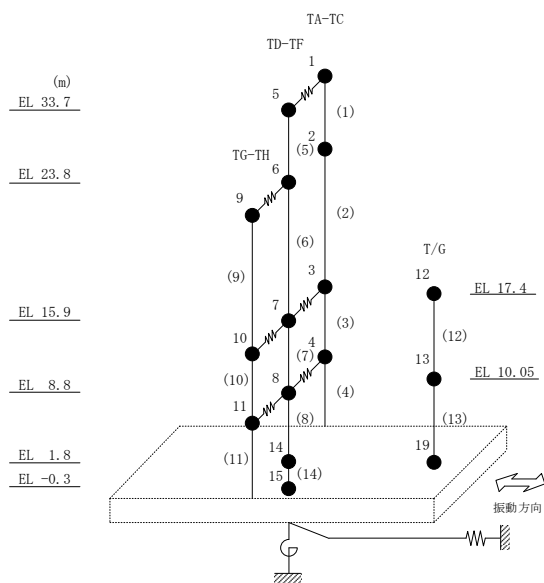 TA-TC
TD-TF
(m)
1
EL 33.7
5
(1)
2
(5)
TG-TH
EL 23.8
6
9
(2)
T/G
(6)
(9)
3
12
EL 17.4
EL 15.9
7
(3)
(12)
10
(7)
4
13
EL 10.05
(10)
EL 8.8
8
(4)
11
(8)
(13)
(11)
14
19
EL 1.8
(14)
15
EL -0.3
振動方向